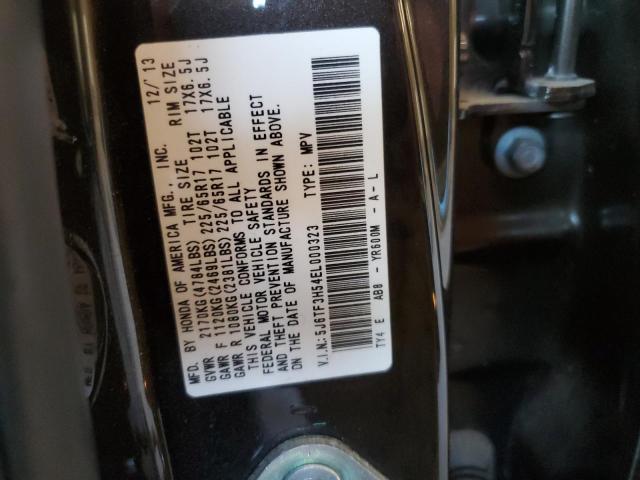 MFD. BY HONDA OF AMERICA MFG., INC. 12/'13
GVWR 2170KG(4784LBS) TIRE SIZE RIM SIZE
GAWR F 1120KG(2469LBS) 225/65R17 102T 17X6.5J
GAWR R 1080KG(2381LBS) 225/65R17 102T 17X6.5J
THIS VEHICLE CONFORMS TO ALL APPLICABLE
FEDERAL MOTOR VEHICLE SAFETY
AND THEFT PREVENTION STANDARDS IN EFFECT
ON THE DATE OF MANUFACTURE SHOWN ABOVE.
V.I.N.:5J6TF3H54EL000323 TYPE: MPV
TY4 E AB8 - YR600M - A - L